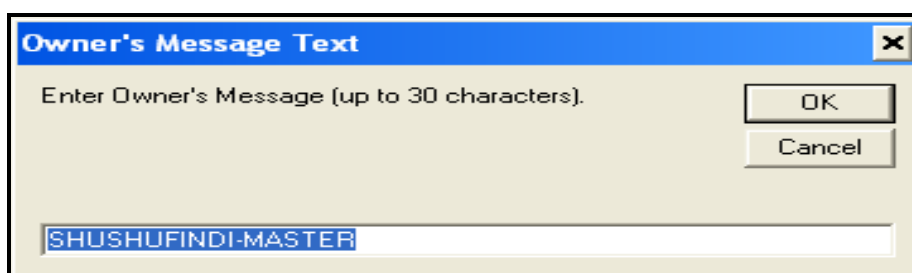 Owner's Message Text
Enter Owner's Message (up to 30 characters).
OK
Cancel
SHUSHUFINDI-MASTER